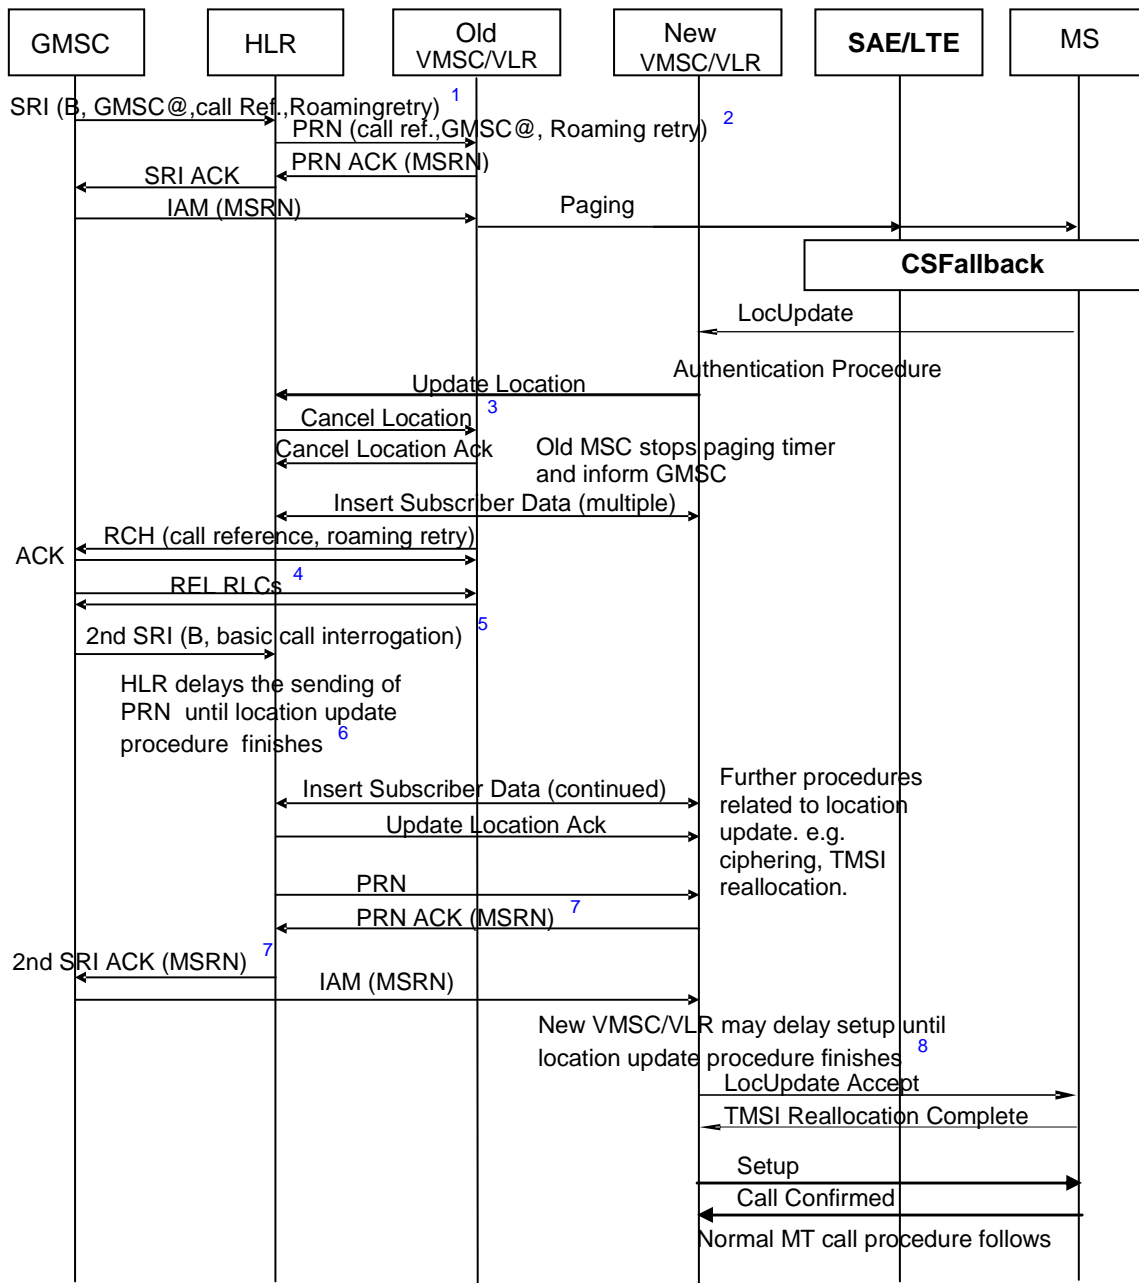 GMSC
HLR
Old
VMSC/VLR
New
VMSC/VLR
SAE/LTE
MS
SRI (B, GMSC@,call Ref.,Roamingretry) 1
PRN (call ref.,GMSC@, Roaming retry) 2
PRN ACK (MSRN)
SRI ACK
IAM (MSRN)
Paging
CSFallback
LocUpdate
Authentication Procedure
Update Location
Cancel Location 3
Cancel Location Ack
Old MSC stops paging timer
and inform GMSC
Insert Subscriber Data (multiple)
RCH (call reference, roaming retry)
ACK
REL RLCs 4
2nd SRI (B, basic call interrogation) 5
HLR delays the sending of
PRN until location update
procedure finishes 6
Insert Subscriber Data (continued)
Update Location Ack
Further procedures
related to location
update. e.g.
ciphering, TMSI
reallocation.
PRN
PRN ACK (MSRN) 7
2nd SRI ACK (MSRN) 7
IAM (MSRN)
New VMSC/VLR may delay setup until
location update procedure finishes 8
LocUpdate Accept
TMSI Reallocation Complete
Setup
Call Confirmed
Normal MT call procedure follows